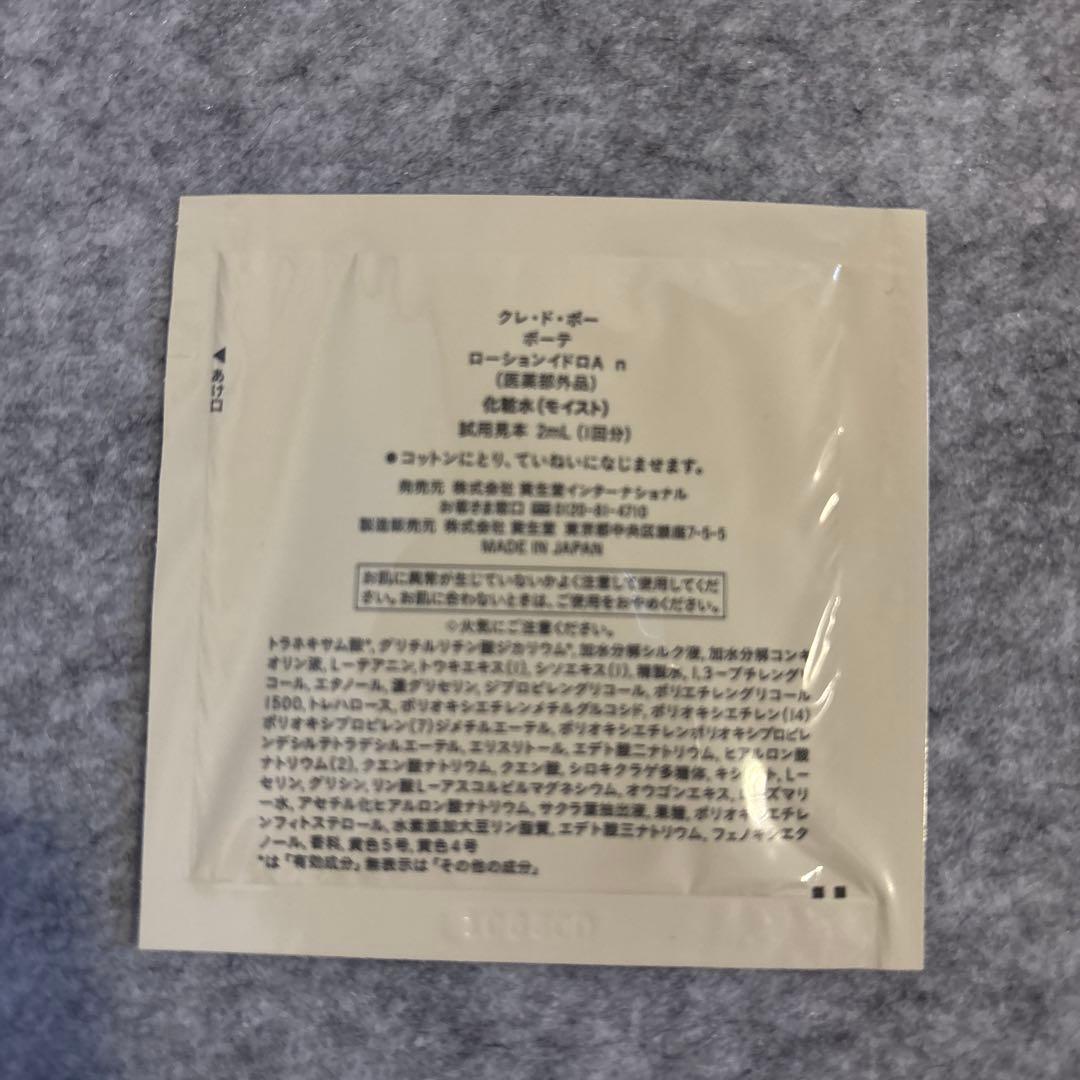 クレ・ド・ポー
ボーテ
ローションイドロA n
(医薬部外品)
化粧水(モイスト)
試用見本 2mL (1回分)
◀あけ口
●コットンにとり、ていねいになじませます。
発売元 株式会社 資生堂インターナショナル
お客さま窓口 0120-81-4710
製造販売元 株式会社 資生堂 東京都中央区銀座7-5-5
MADE IN JAPAN
お肌に異常が生じていないかよく注意して使用してくだ
さい。お肌に合わないときは、ご使用をおやめください。
◎火気にご注意ください。
トラネキサム酸*, グリチルリチン酸ジカリウム*, 加水分解シルク液, 加水分解コンキ
オリン液, L-テアニン, トウキエキス(1), シソエキス(1), 精製水, 1,3-ブチレングリ
コール, エタノール, 濃グリセリン, ジプロピレングリコール, ポリエチレングリコール
1500, トレハロース, ポリオキシエチレンメチルグルコシド, ポリオキシエチレン(14)
ポリオキシプロピレン(7)ジメチルエーテル, ポリオキシエチレンポリオキシプロピレ
ンデシルテトラデシルエーテル, エリスリトール, エデト酸二ナトリウム, ヒアルロン酸
ナトリウム(2), クエン酸ナトリウム, クエン酸, シロキクラゲ多糖体, L-
セリン, グリシン, リン酸L-アスコルビルマグネシウム, オウゴンエキス, ローズマリ
ー水, アセチル化ヒアルロン酸ナトリウム, サクラ葉抽出液, 果糖, ポリオキシエチレ
ンフィトステロール, 水素添加大豆リン脂質, エデト酸三ナトリウム, フェノキシエタ
ノール, 香料, 黄色5号, 黄色4号
*は「有効成分」無表示は「その他の成分」